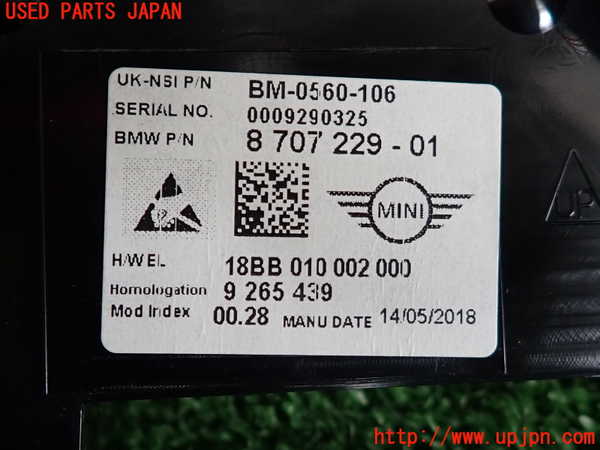 USED PARTS JAPAN
UK-NSI P/N BM-0560-106
SERIAL NO. 0009290325
BMW P/N 8 707 229 - 01
MINI
UP
H/W EL 18BB 010 002 000
Homologation 9 265 439
Mod Index 00.28 MANU DATE 14/05/2018
http://www.upjpn.com/